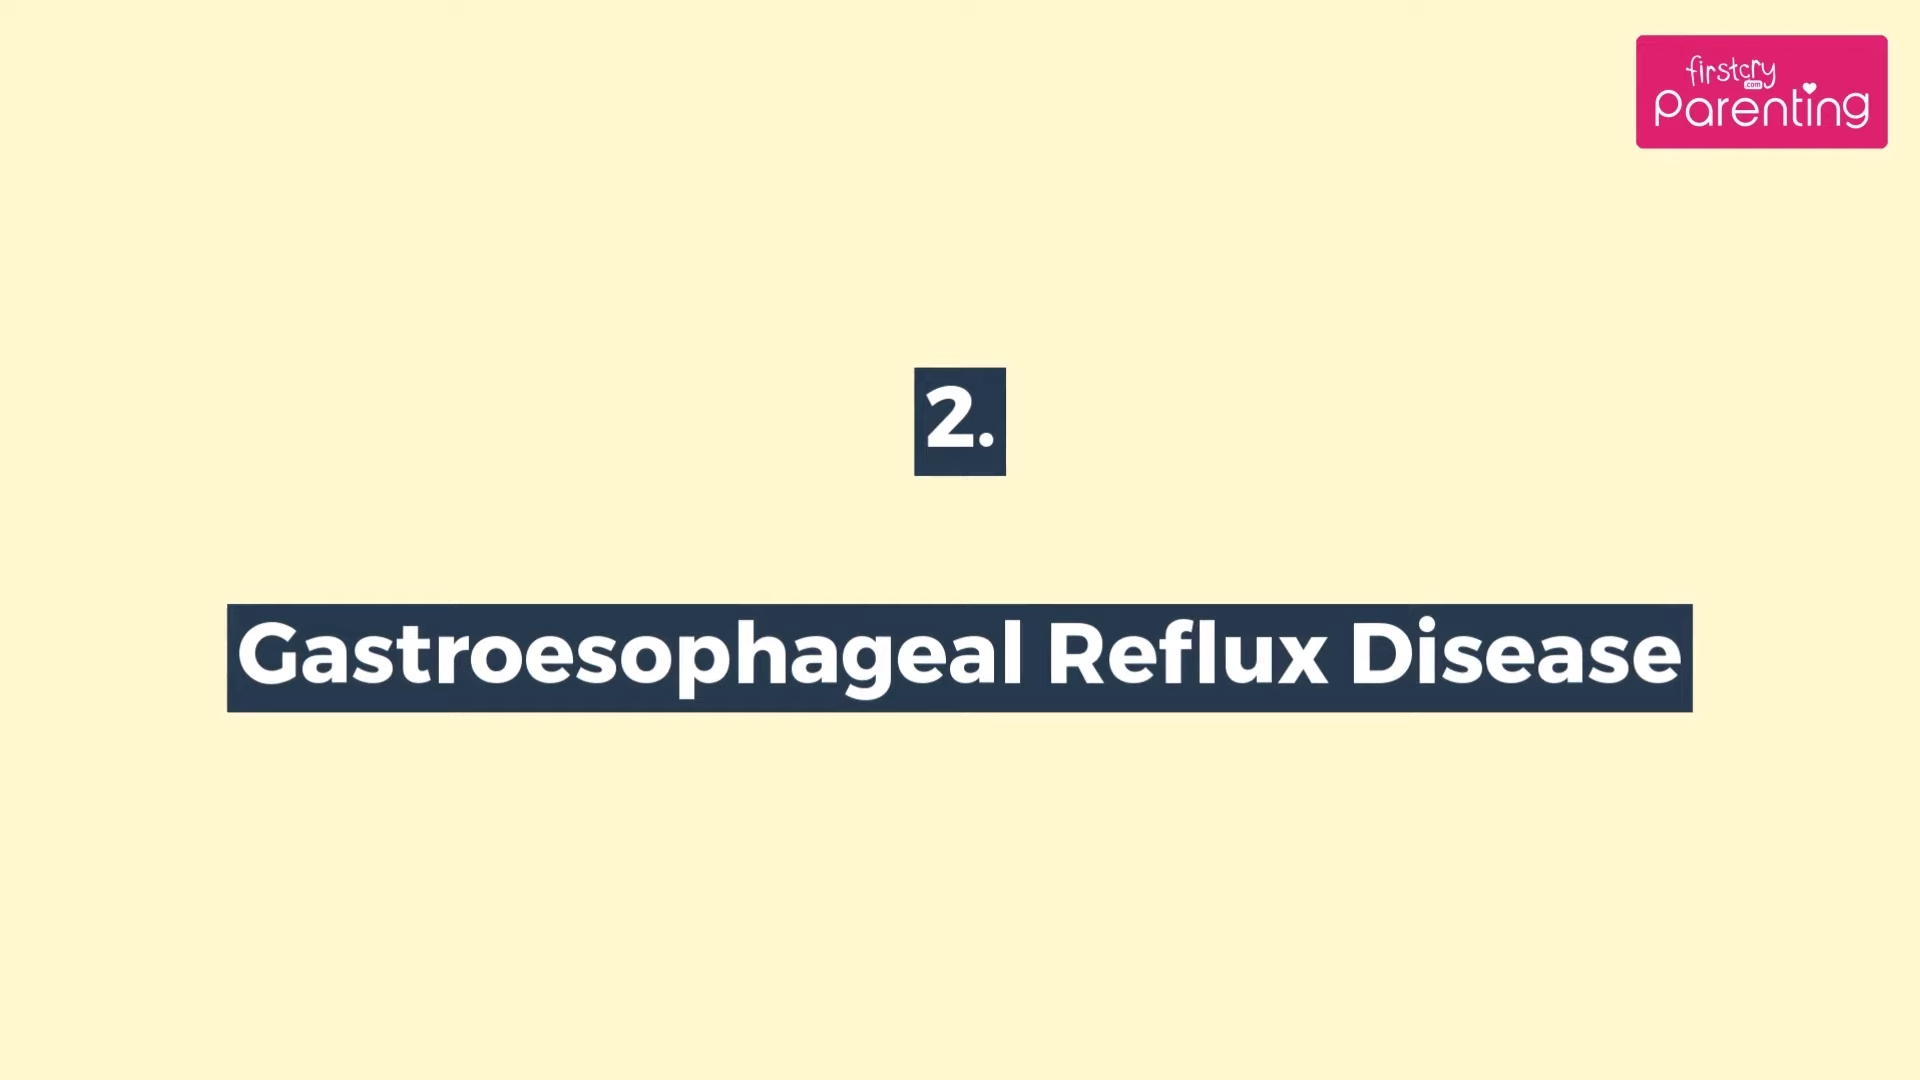 firstcry
.com
Parenting
2.
Gastroesophageal Reflux Disease